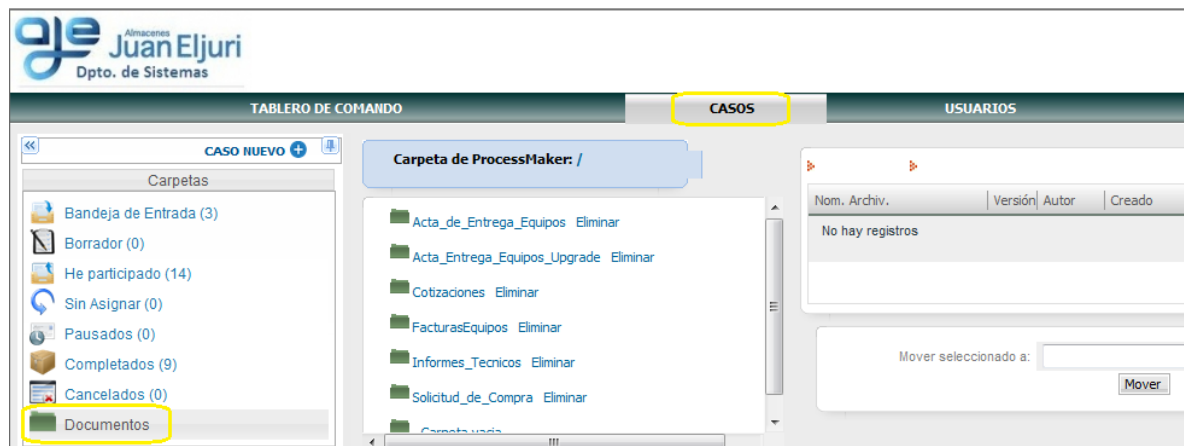 aje
Almacenes
Juan Eljuri
Dpto. de Sistemas
TABLERO DE COMANDO
CASOS
USUARIOS
CASO NUEVO
Carpetas
Bandeja de Entrada (3)
Borrador (0)
He participado (14)
Sin Asignar (0)
Pausados (0)
Completados (9)
Cancelados (0)
Documentos
Carpeta de ProcessMaker: /
Acta_de_Entrega_Equipos Eliminar
Acta_Entrega_Equipos_Upgrade Eliminar
Cotizaciones Eliminar
FacturasEquipos Eliminar
Informes_Tecnicos Eliminar
Solicitud_de_Compra Eliminar
Carpeta vacia
Nom. Archiv. Versión Autor Creado
No hay registros
Mover seleccionado a:
Mover